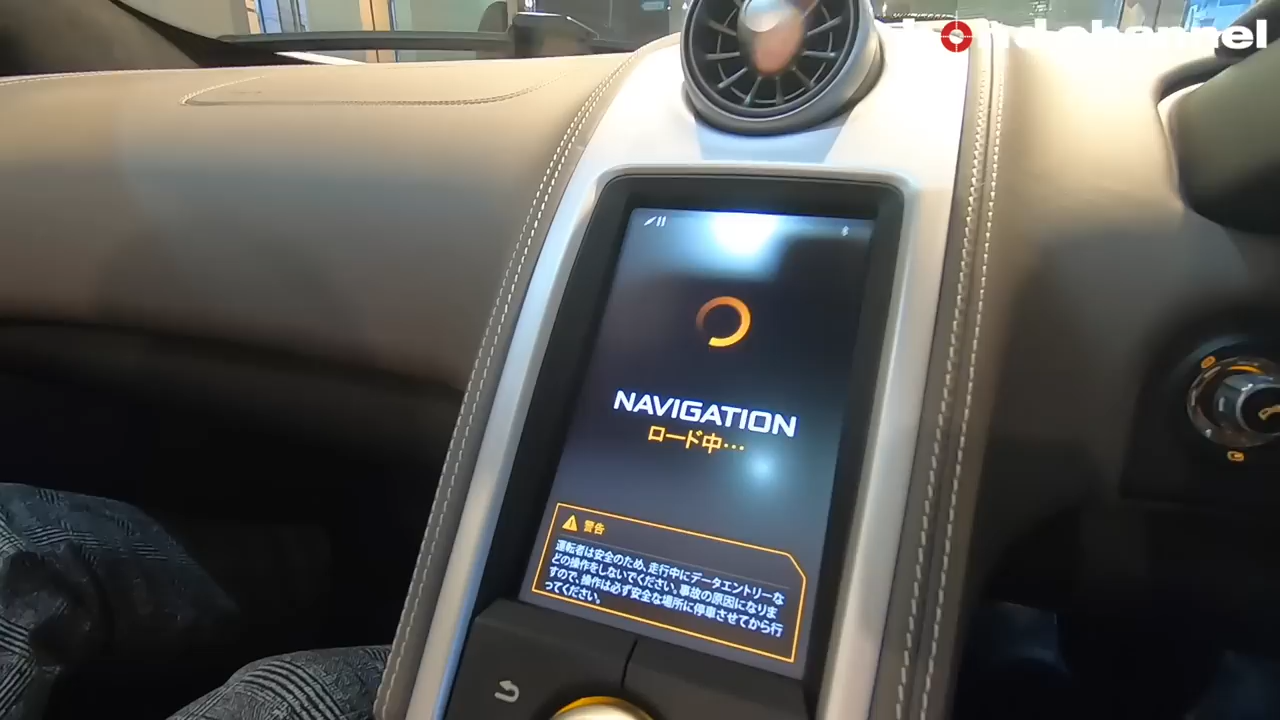 channel
NAVIGATION
ロード中…
警告
運転者は安全のため、走行中にデータエントリーな
どの操作をしないでください。事故の原因になりま
すので、操作は必ず安全な場所に停車させてから行
ってください。